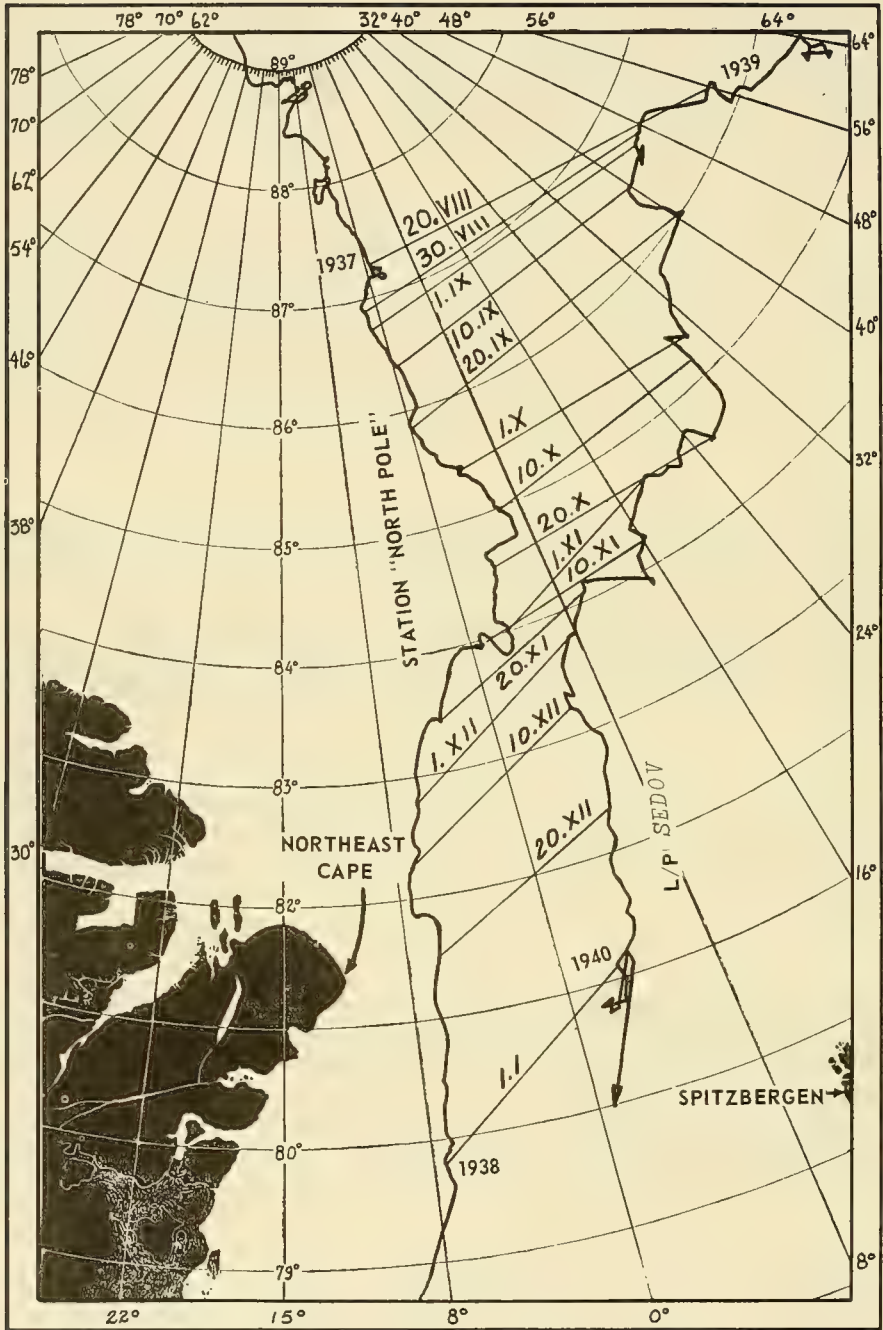 78° 70° 62° 32° 40° 48° 56° 64°
64°
78°
89°
1939
70°
56°
62°
88°
48°
54°
20.VIII
30.VIII
1937
87°
1.IX
40°
46°
10.IX
20.IX
86°
STATION "NORTH POLE"
1.X
32°
10.X
38°
85°
20.X
1.XI
10.XI
24°
84°
20.XI
1.XII
10.XII
83°
L/P SEDOV
20.XII
30°
NORTHEAST
CAPE
16°
82°
1940
1.I
SPITZBERGEN
80°
1938
79°
8°
22° 15° 8° 0°